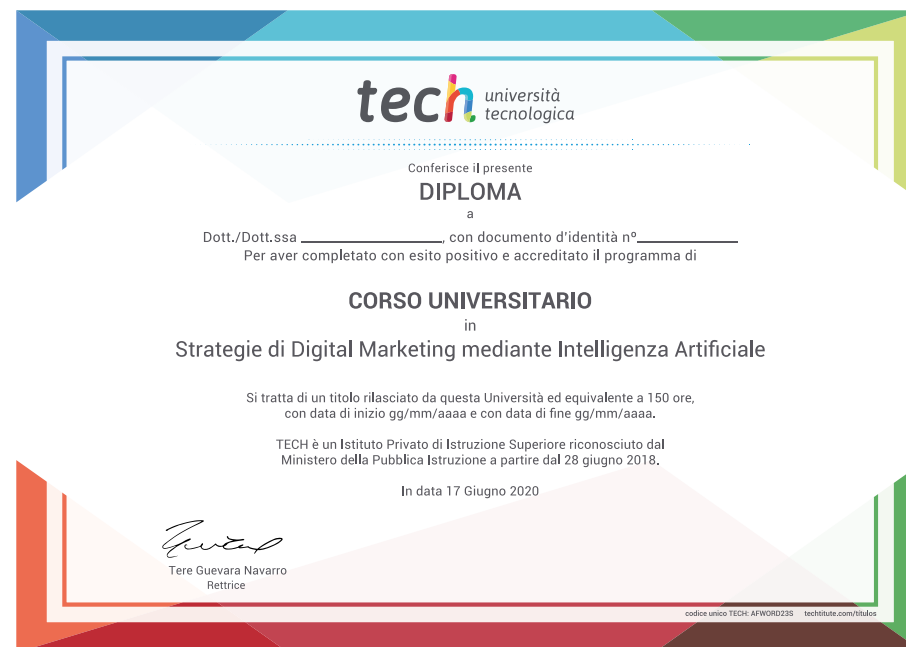 tech università
tecnologica
Conferisce il presente
DIPLOMA
a
Dott./Dott.ssa _________________, con documento d'identità nº____________
Per aver completato con esito positivo e accreditato il programma di
CORSO UNIVERSITARIO
in
Strategie di Digital Marketing mediante Intelligenza Artificiale
Si tratta di un titolo rilasciato da questa Università ed equivalente a 150 ore,
con data di inizio gg/mm/aaaa e con data di fine gg/mm/aaaa.
TECH è un Istituto Privato di Istruzione Superiore riconosciuto dal
Ministero della Pubblica Istruzione a partire dal 28 giugno 2018.
In data 17 Giugno 2020
Tere Guevara Navarro
Rettrice
codice unico TECH: AFWORD23S techtitute.com/titulos